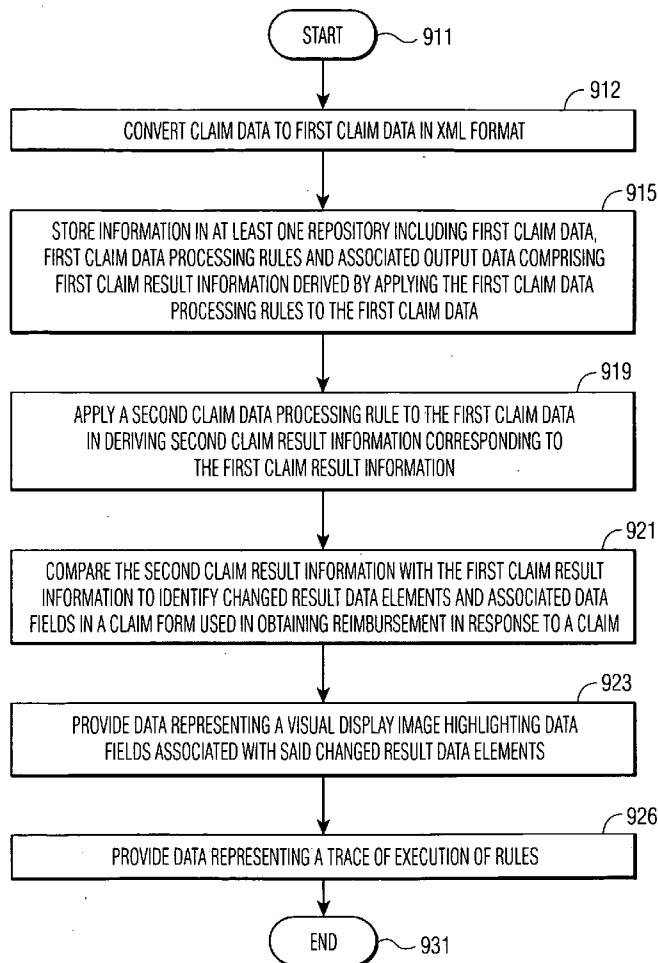 START
911
912
CONVERT CLAIM DATA TO FIRST CLAIM DATA IN XML FORMAT
915
STORE INFORMATION IN AT LEAST ONE REPOSITORY INCLUDING FIRST CLAIM DATA,
FIRST CLAIM DATA PROCESSING RULES AND ASSOCIATED OUTPUT DATA COMPRISING
FIRST CLAIM RESULT INFORMATION DERIVED BY APPLYING THE FIRST CLAIM DATA
PROCESSING RULES TO THE FIRST CLAIM DATA
919
APPLY A SECOND CLAIM DATA PROCESSING RULE TO THE FIRST CLAIM DATA
IN DERIVING SECOND CLAIM RESULT INFORMATION CORRESPONDING TO
THE FIRST CLAIM RESULT INFORMATION
921
COMPARE THE SECOND CLAIM RESULT INFORMATION WITH THE FIRST CLAIM RESULT
INFORMATION TO IDENTIFY CHANGED RESULT DATA ELEMENTS AND ASSOCIATED DATA
FIELDS IN A CLAIM FORM USED IN OBTAINING REIMBURSEMENT IN RESPONSE TO A CLAIM
923
PROVIDE DATA REPRESENTING A VISUAL DISPLAY IMAGE HIGHLIGHTING DATA
FIELDS ASSOCIATED WITH SAID CHANGED RESULT DATA ELEMENTS
926
PROVIDE DATA REPRESENTING A TRACE OF EXECUTION OF RULES
END
931